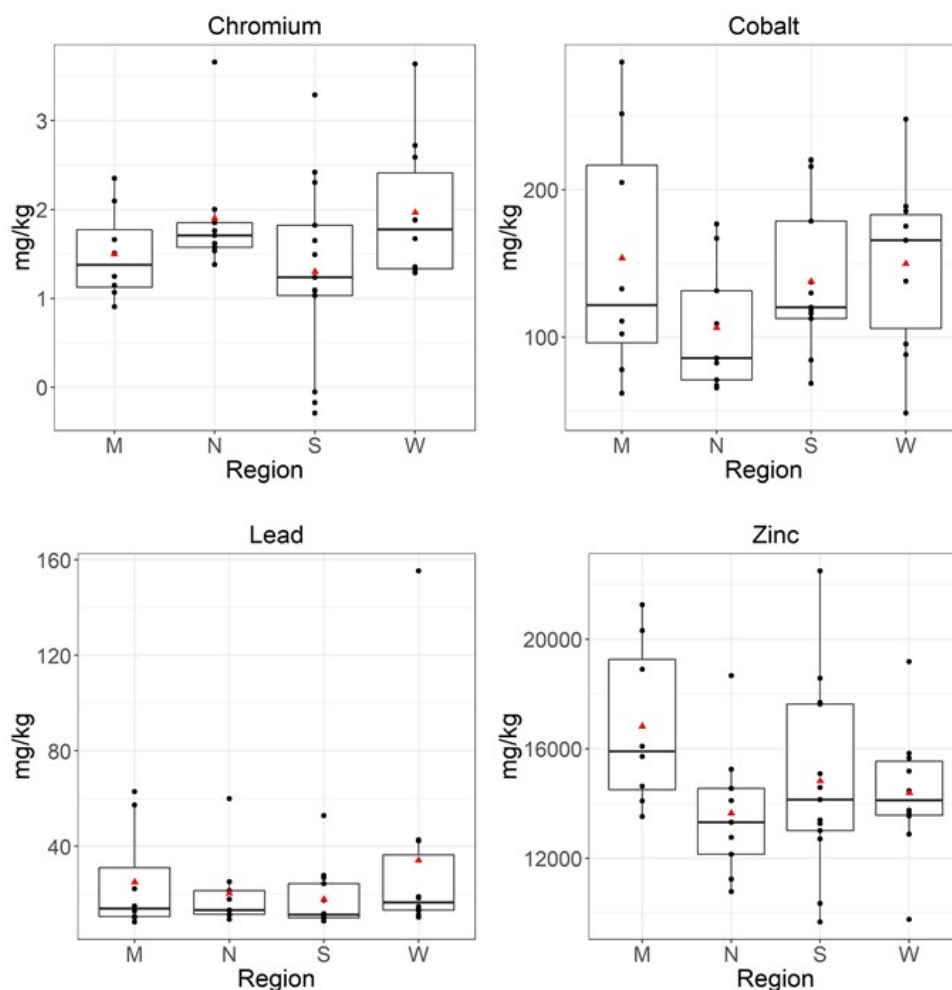 Chromium
mg/kg
3
2
1
0
M N S W
Region
Cobalt
mg/kg
200
100
M N S W
Region
Lead
mg/kg
160
120
80
40
M N S W
Region
Zinc
mg/kg
20000
16000
12000
M N S W
Region